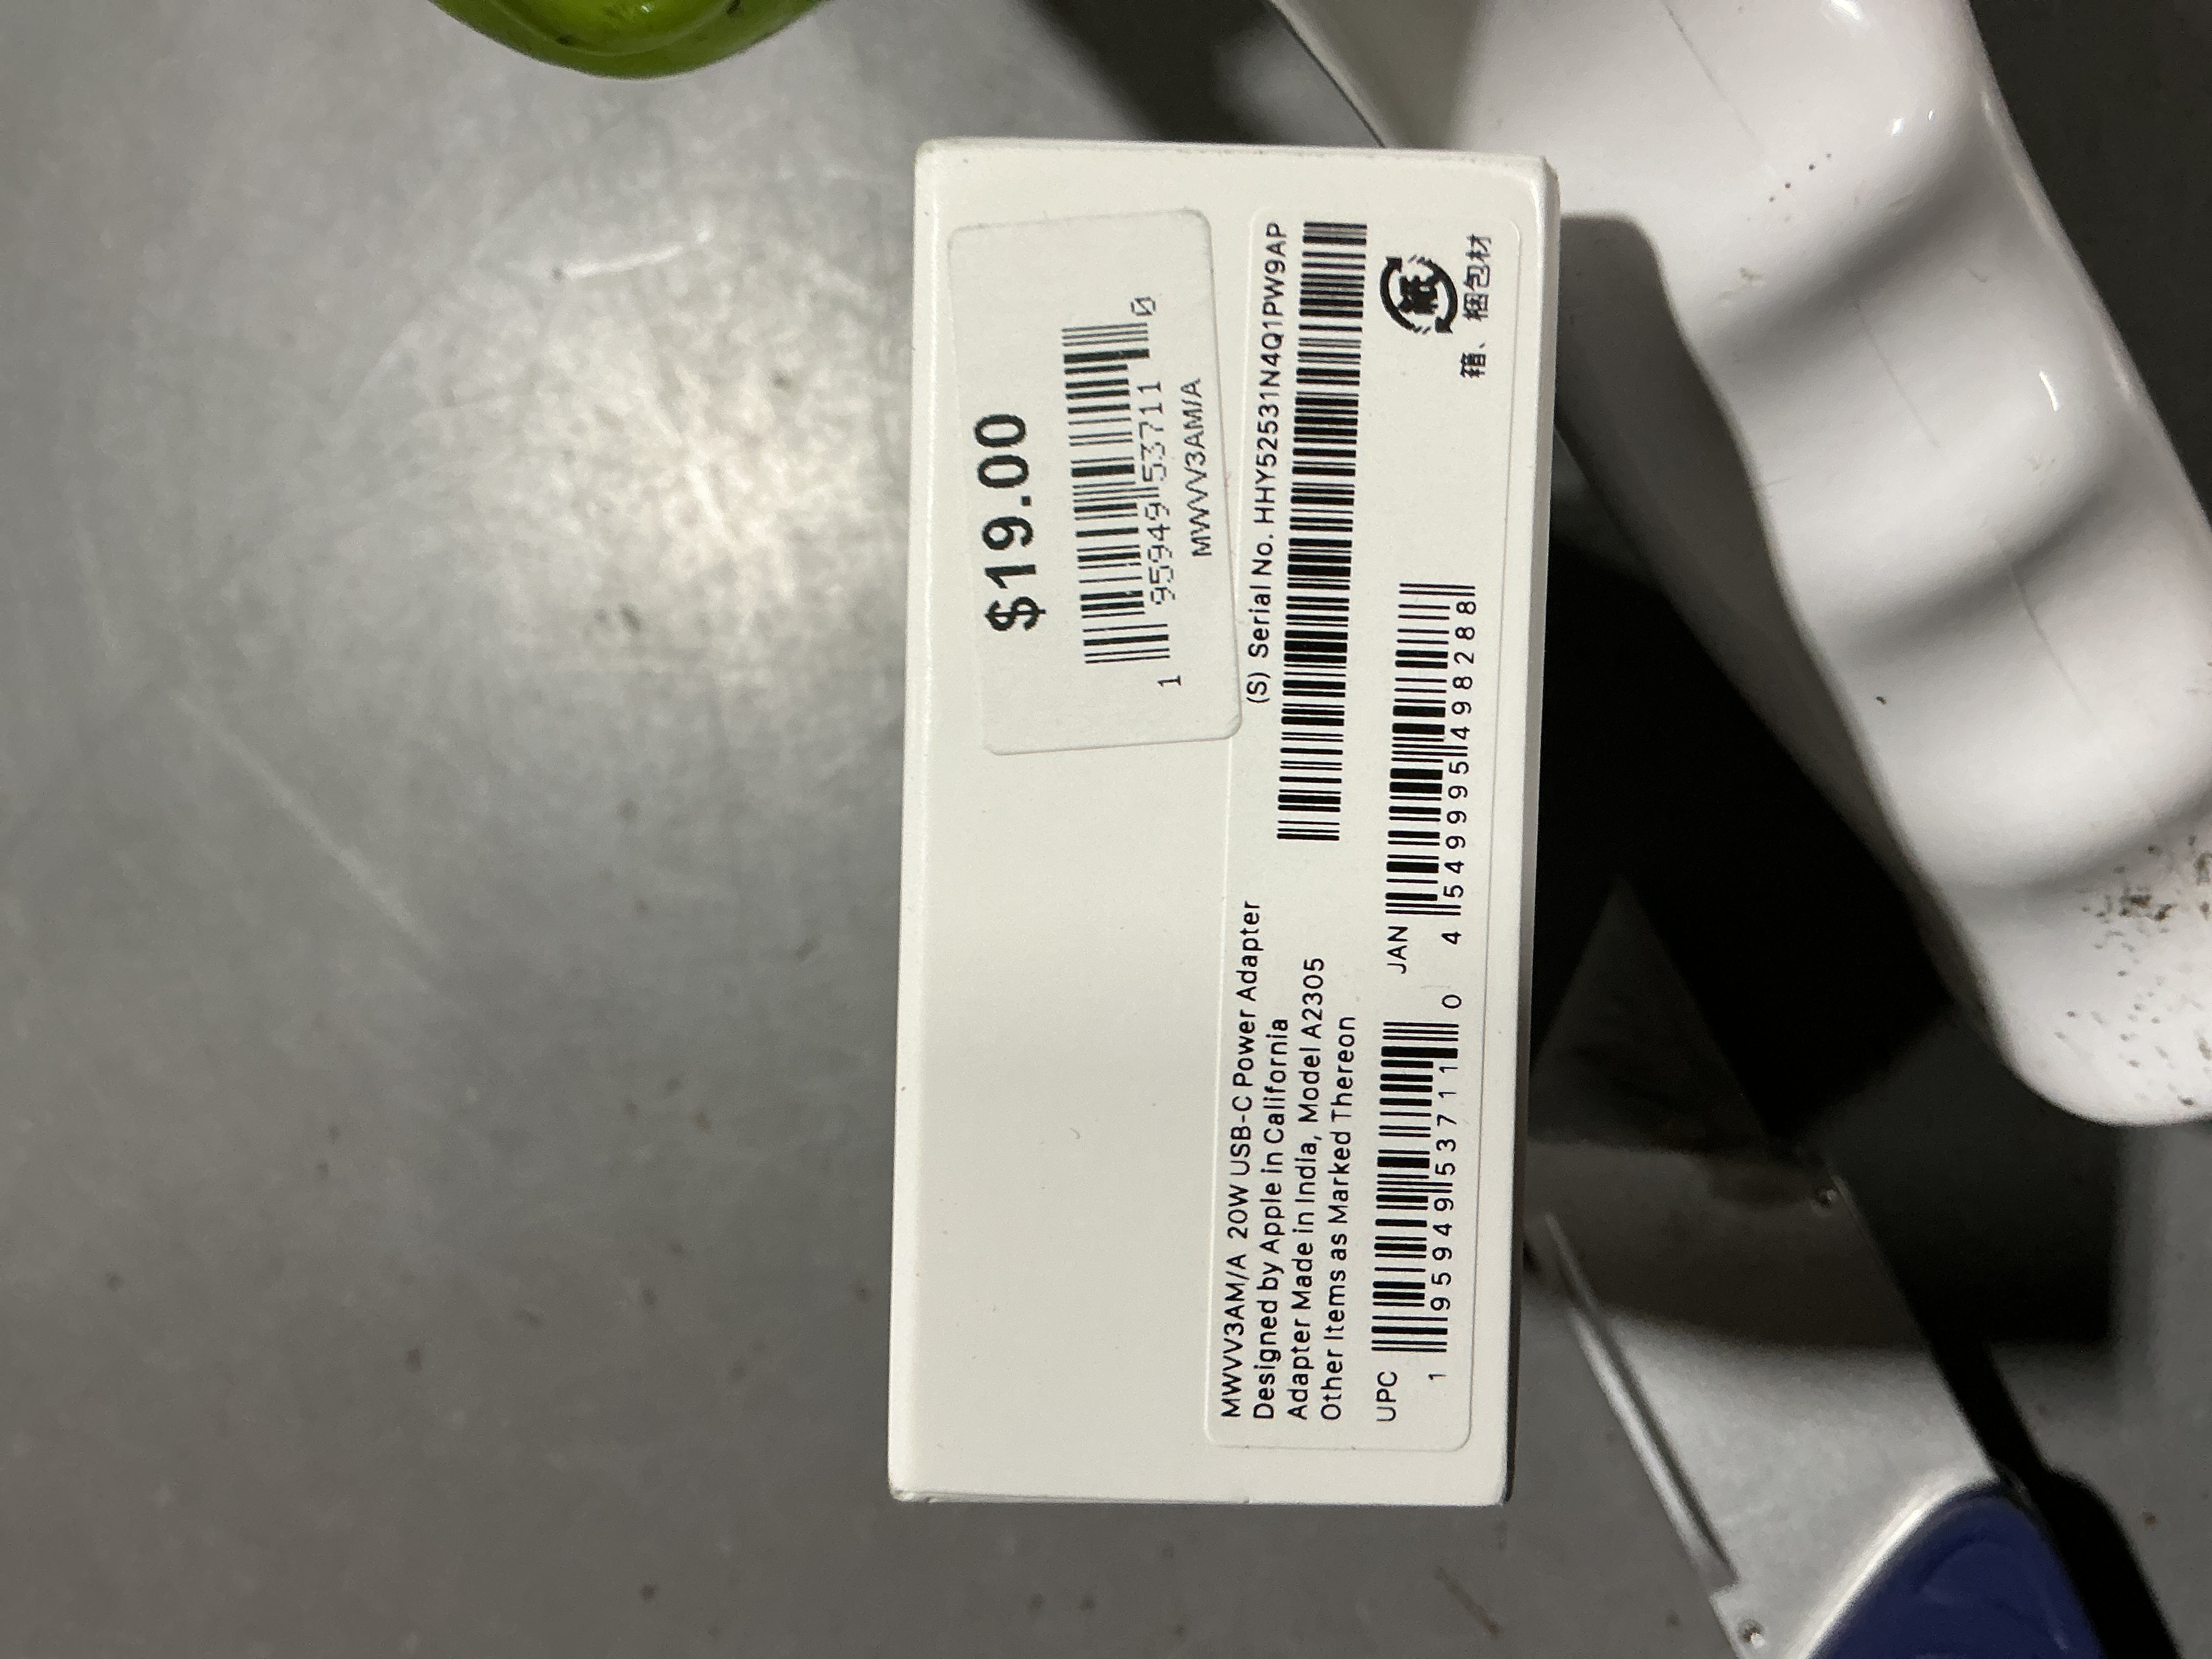 $19.00
1 95949 53711 0
MWVV3AM/A
MWVV3AM/A 20W USB-C Power Adapter
Designed by Apple in California
Adapter Made in India, Model A2305
Other Items as Marked Thereon
(S) Serial No. HHY52531N4Q1PW9AP
UPC
1 95949 53711 0
JAN
4 549995 498288
紙
箱、梱包材